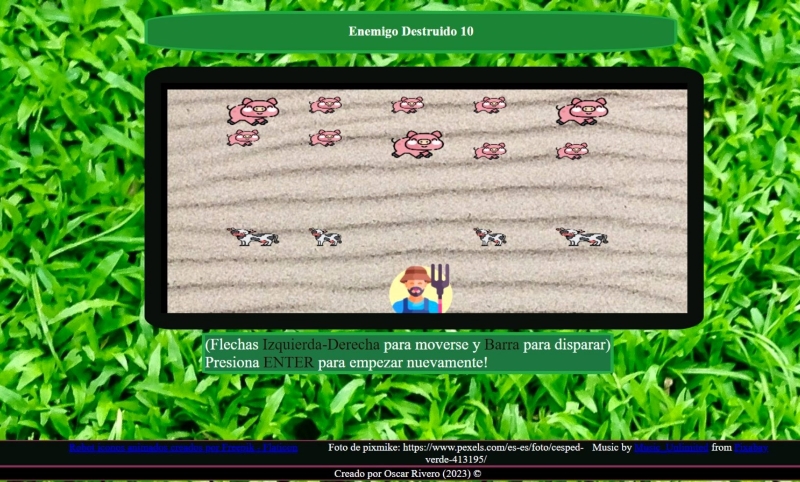 Enemigo Destruido 10
(Flechas Izquierda-Derecha para moverse y Barra para disparar)
Presiona ENTER para empezar nuevamente!
Foto de pixmike: https://www.pexels.com/es-es/foto/cesped-verde-413195/
Music by from
Creado por Oscar Rivero (2023) ©